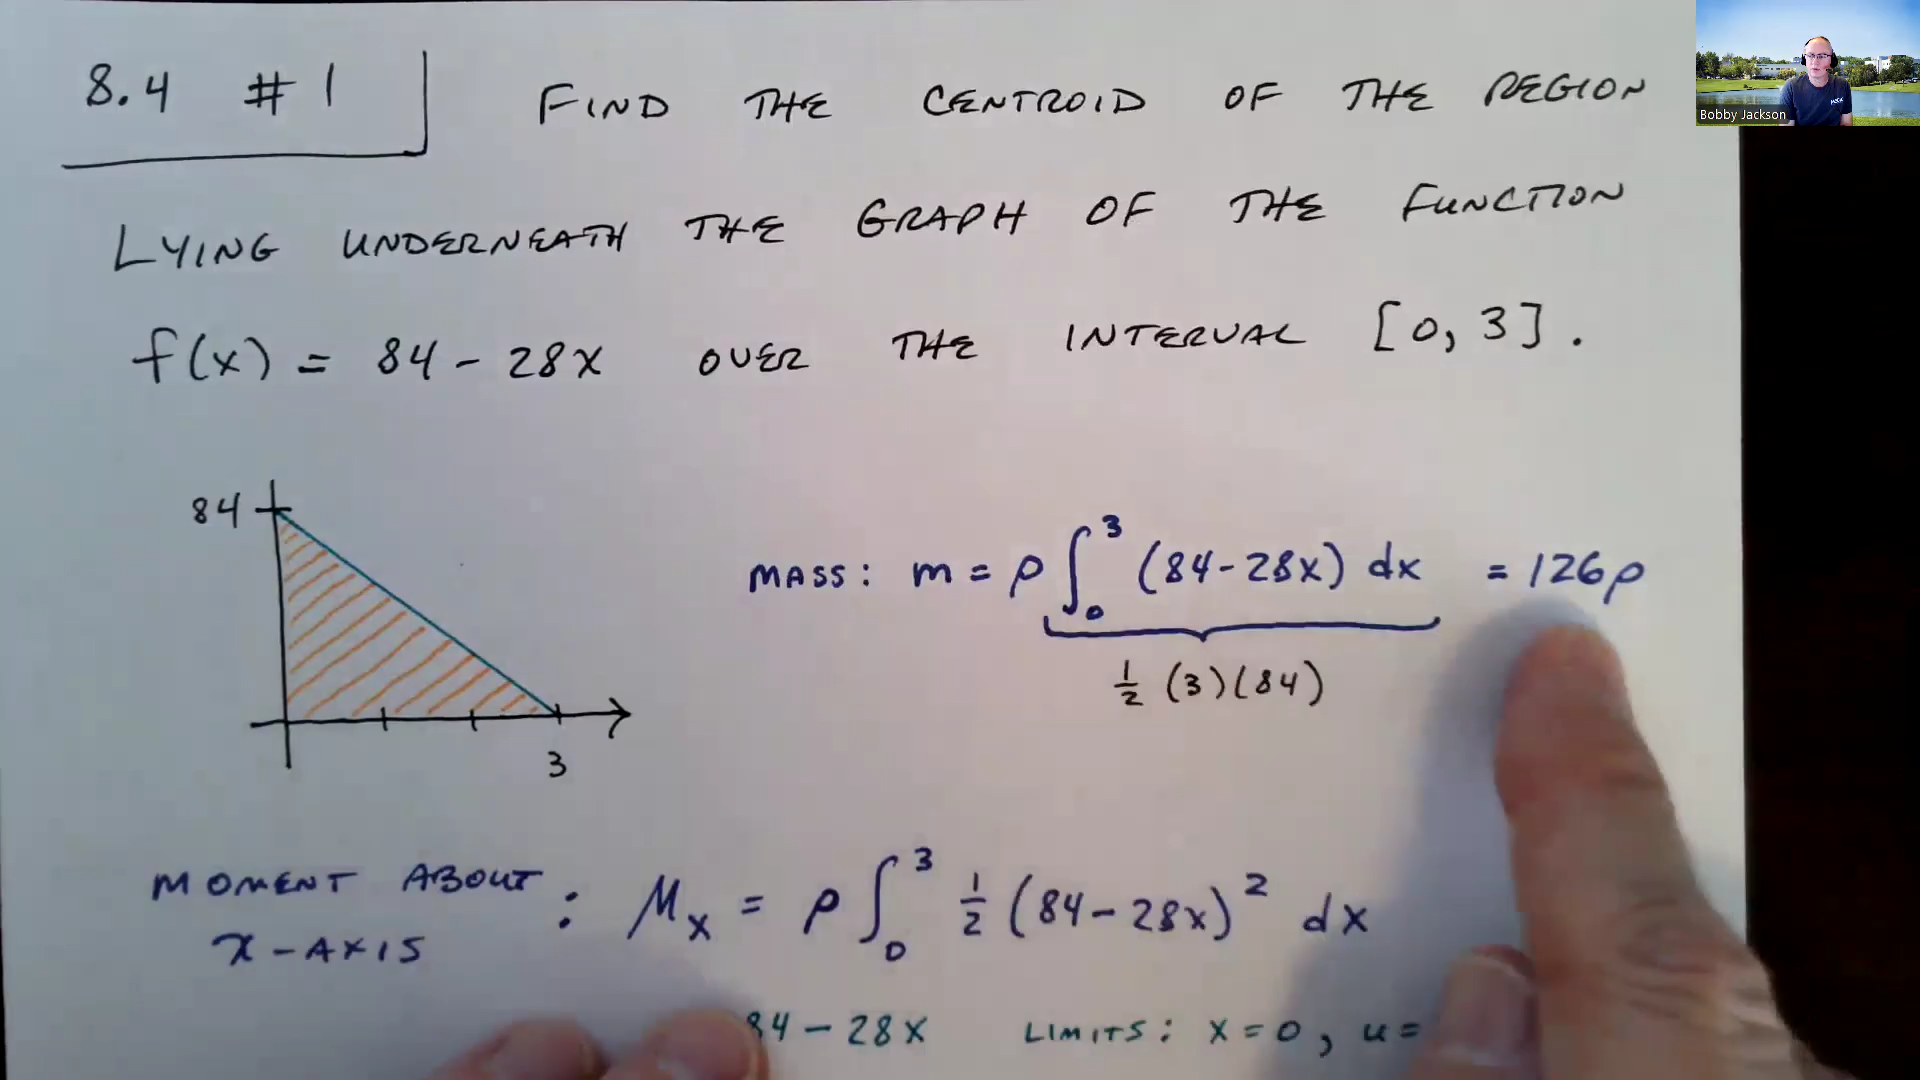 8.4 #1 FIND THE CENTROID OF THE REGION
LYING UNDERNEATH THE GRAPH OF THE FUNCTION
f(x) = 84 - 28x OVER THE INTERVAL [0, 3].
Bobby Jackson
84
3
MASS: m = ρ∫₀³ (84-28x) dx = 126ρ
½ (3)(84)
MOMENT ABOUT
x-AXIS : Mₓ = ρ∫₀³ ½ (84-28x)² dx
84 - 28x LIMITS: x=0, u=